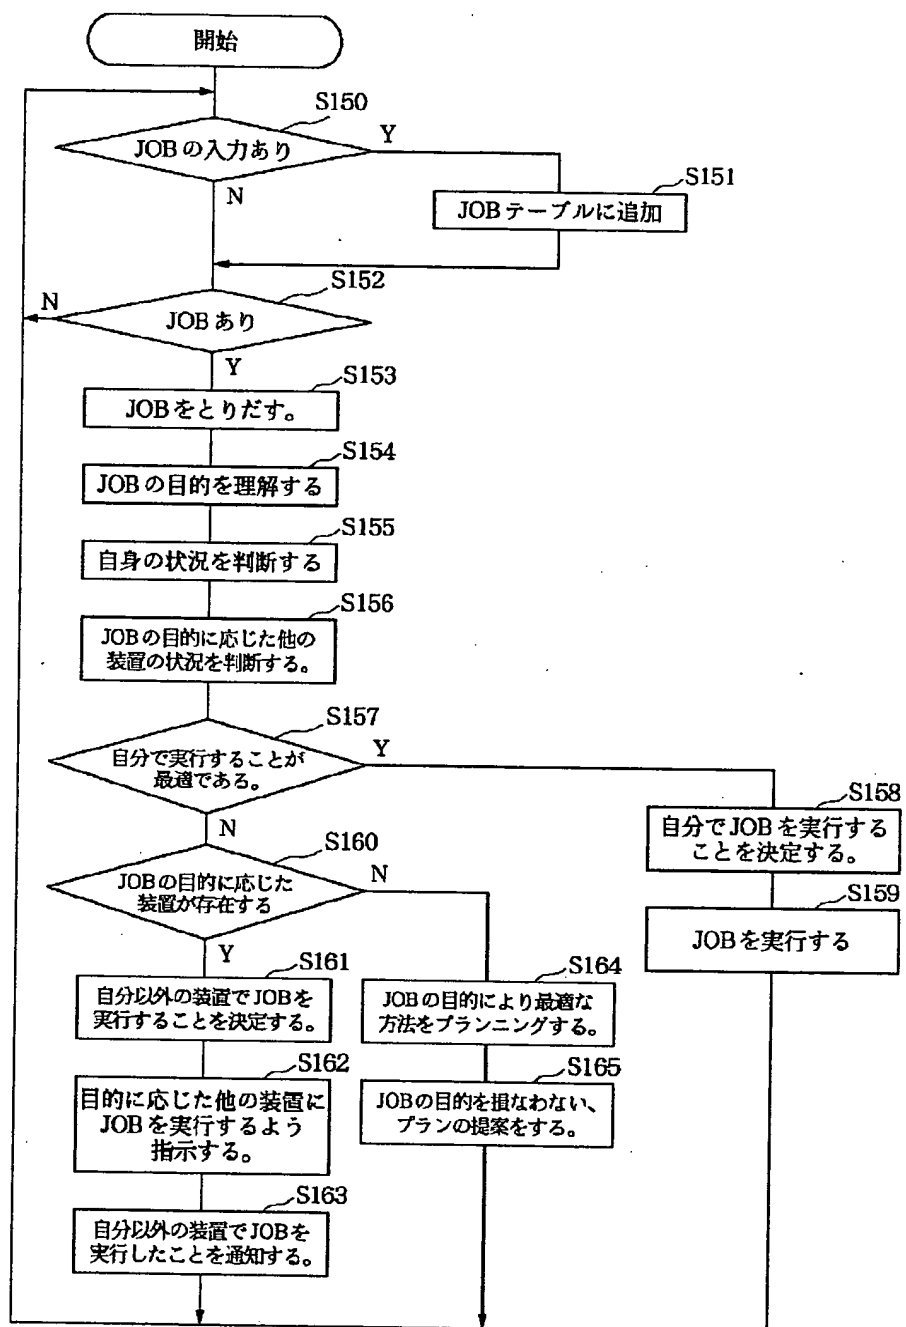 開始
S150
JOBの入力あり
Y
N
S151
JOBテーブルに追加
S152
N
JOBあり
Y
S153
JOBをとりだす。
S154
JOBの目的を理解する
S155
自身の状況を判断する
S156
JOBの目的に応じた他の
装置の状況を判断する。
S157
自分で実行することが
最適である。
Y
N
S158
自分でJOBを実行する
ことを決定する。
S159
JOBを実行する
S160
JOBの目的に応じた
装置が存在する
N
Y
S161
自分以外の装置でJOBを
実行することを決定する。
S162
目的に応じた他の装置に
JOBを実行するよう
指示する。
S163
自分以外の装置でJOBを
実行したことを通知する。
S164
JOBの目的により最適な
方法をプランニングする。
S165
JOBの目的を損なわない、
プランの提案をする。